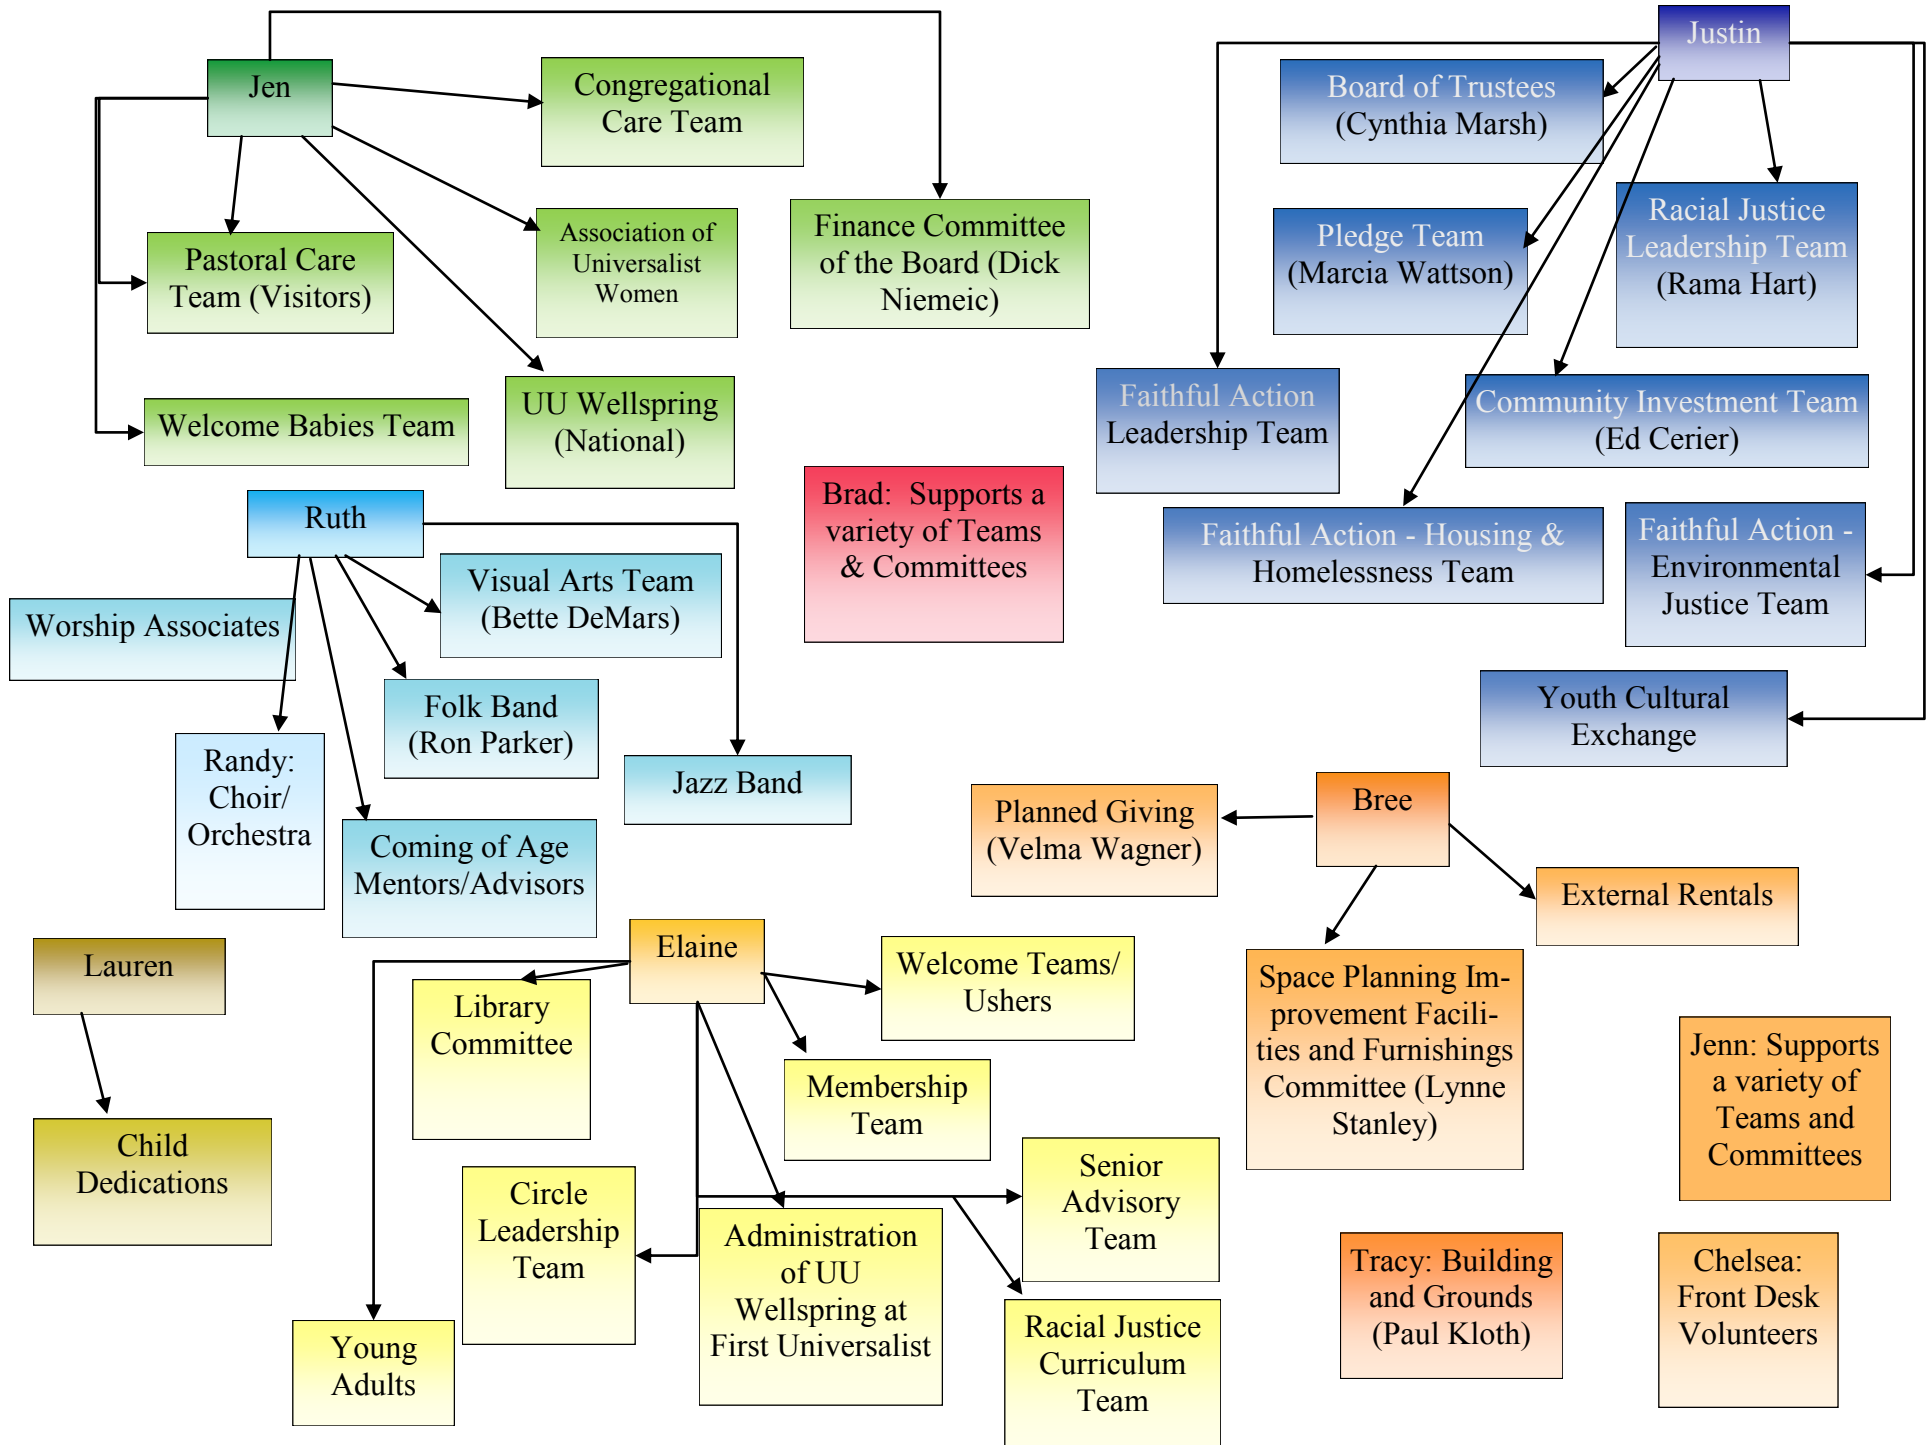 Jen
Congregational
Care Team
Pastoral Care
Team (Visitors)
Association of
Universalist
Women
Finance Committee
of the Board (Dick
Niemeic)
Welcome Babies Team
UU Wellspring
(National)
Justin
Board of Trustees
(Cynthia Marsh)
Pledge Team
(Marcia Wattson)
Racial Justice
Leadership Team
(Rama Hart)
Faithful Action
Leadership Team
Community Investment Team
(Ed Cerier)
Faithful Action - Housing &
Homelessness Team
Faithful Action -
Environmental
Justice Team
Youth Cultural
Exchange
Brad:  Supports a
variety of Teams
& Committees
Ruth
Worship Associates
Visual Arts Team
(Bette DeMars)
Folk Band
(Ron Parker)
Jazz Band
Randy:
Choir/
Orchestra
Coming of Age
Mentors/Advisors
Bree
Planned Giving
(Velma Wagner)
External Rentals
Space Planning Im-
provement Facili-
ties and Furnishings
Committee (Lynne
Stanley)
Lauren
Child
Dedications
Elaine
Library
Committee
Welcome Teams/
Ushers
Membership
Team
Circle
Leadership
Team
Administration
of UU
Wellspring at
First Universalist
Senior
Advisory
Team
Racial Justice
Curriculum
Team
Young
Adults
Jenn: Supports
a variety of
Teams and
Committees
Tracy: Building
and Grounds
(Paul Kloth)
Chelsea:
Front Desk
Volunteers